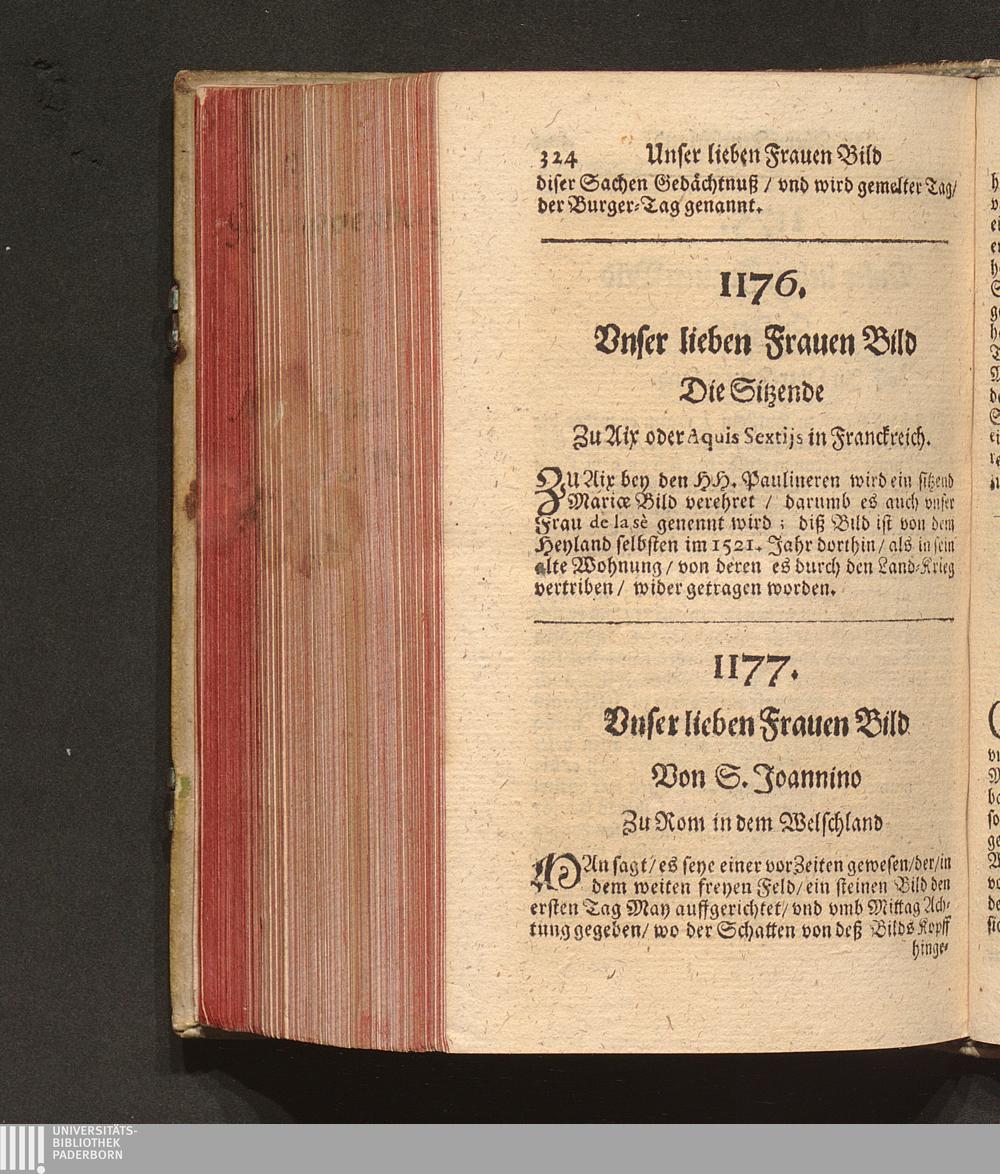 324 Unser lieben Frauen Bild
diser Sachen Gedächtnuß / vnd wird gemelter Tag/
der Burger-Tag genannt.
1176.
Vnser lieben Frauen Bild
Die Sitzende
Zu Aix oder Aquis Sextijs in Franckreich.
ZU Aix bey den HH. Paulineren wird ein sitzend
Mariæ Bild verehret / darumb es auch vnser
Frau de la sè genennt wird ; diß Bild ist von dem
Heyland selbsten im 1521. Jahr dorthin / als in sein
alte Wohnung / von deren es durch den Land-Krieg
vertriben / wider getragen worden.
1177.
Vnser lieben Frauen Bild
Von S. Joannino
Zu Rom in dem Welschland
MAn sagt / es seye einer vor Zeiten gewesen/der/in
dem weiten freyen Feld / ein steinen Bild den
ersten Tag May auffgerichtet / vnd vmb Mittag Ach-
tung gegeben / wo der Schatten von deß Bilds Kopff
hinge-
UNIVERSITÄTS-
BIBLIOTHEK
PADERBORN